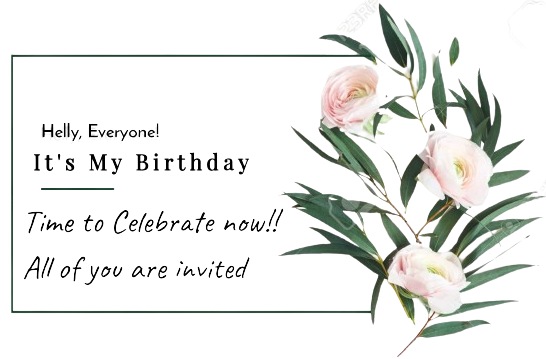 Helly, Everyone!
It's My Birthday
Time to Celebrate now!!
All of you are invited